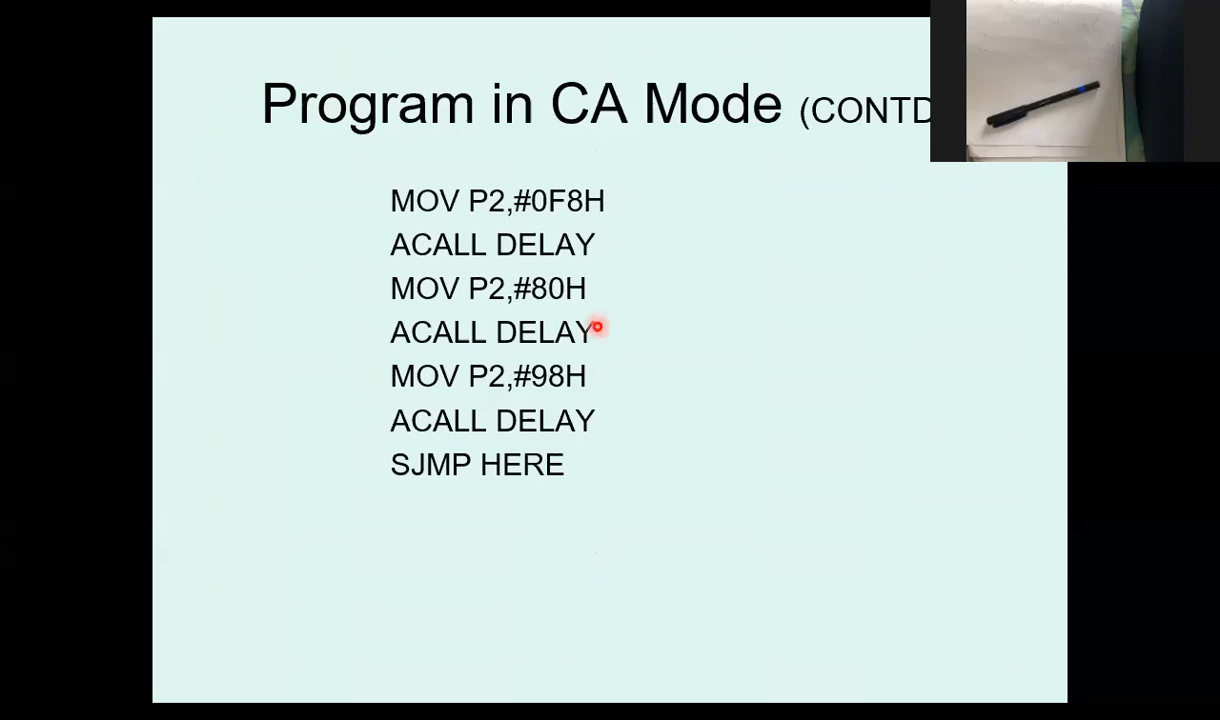 Program in CA Mode (CONTD
MOV P2,#0F8H
ACALL DELAY
MOV P2,#80H
ACALL DELAY
MOV P2,#98H
ACALL DELAY
SJMP HERE